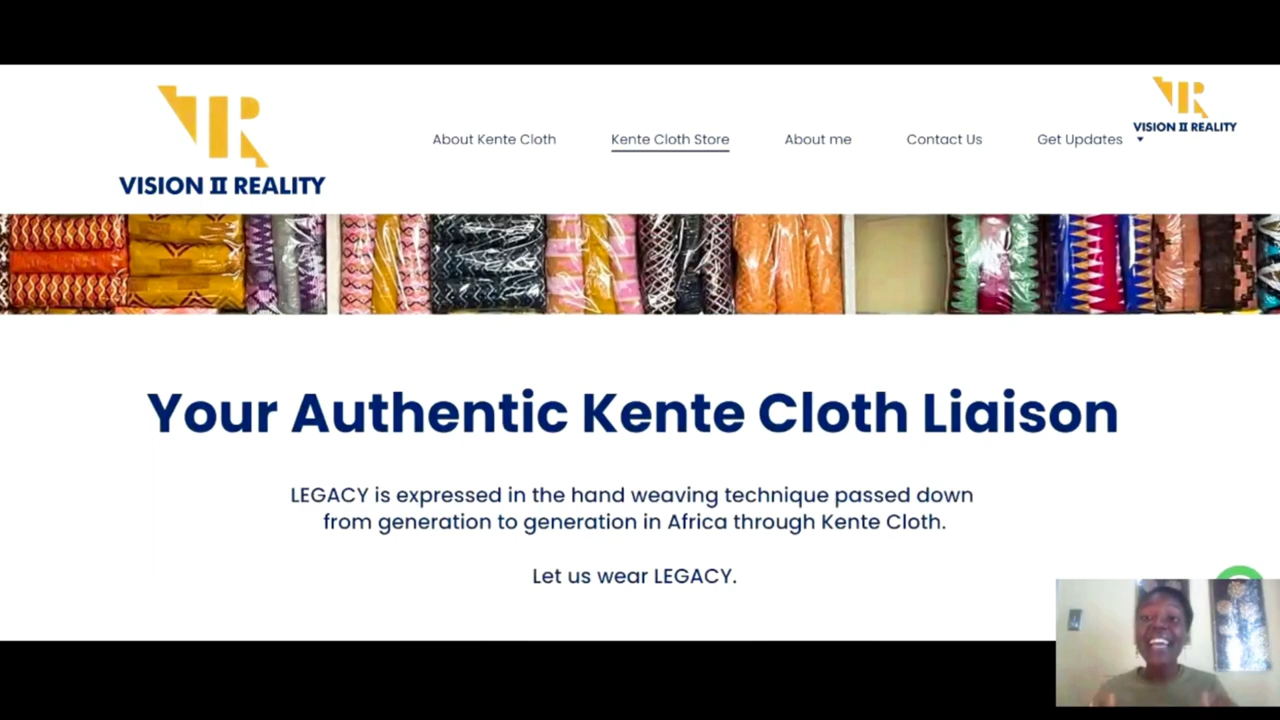 VISION II REALITY
About Kente Cloth
Kente Cloth Store
About me
Contact Us
Get Updates
VISION II REALITY
Your Authentic Kente Cloth Liaison
LEGACY is expressed in the hand weaving technique passed down
from generation to generation in Africa through Kente Cloth.
Let us wear LEGACY.